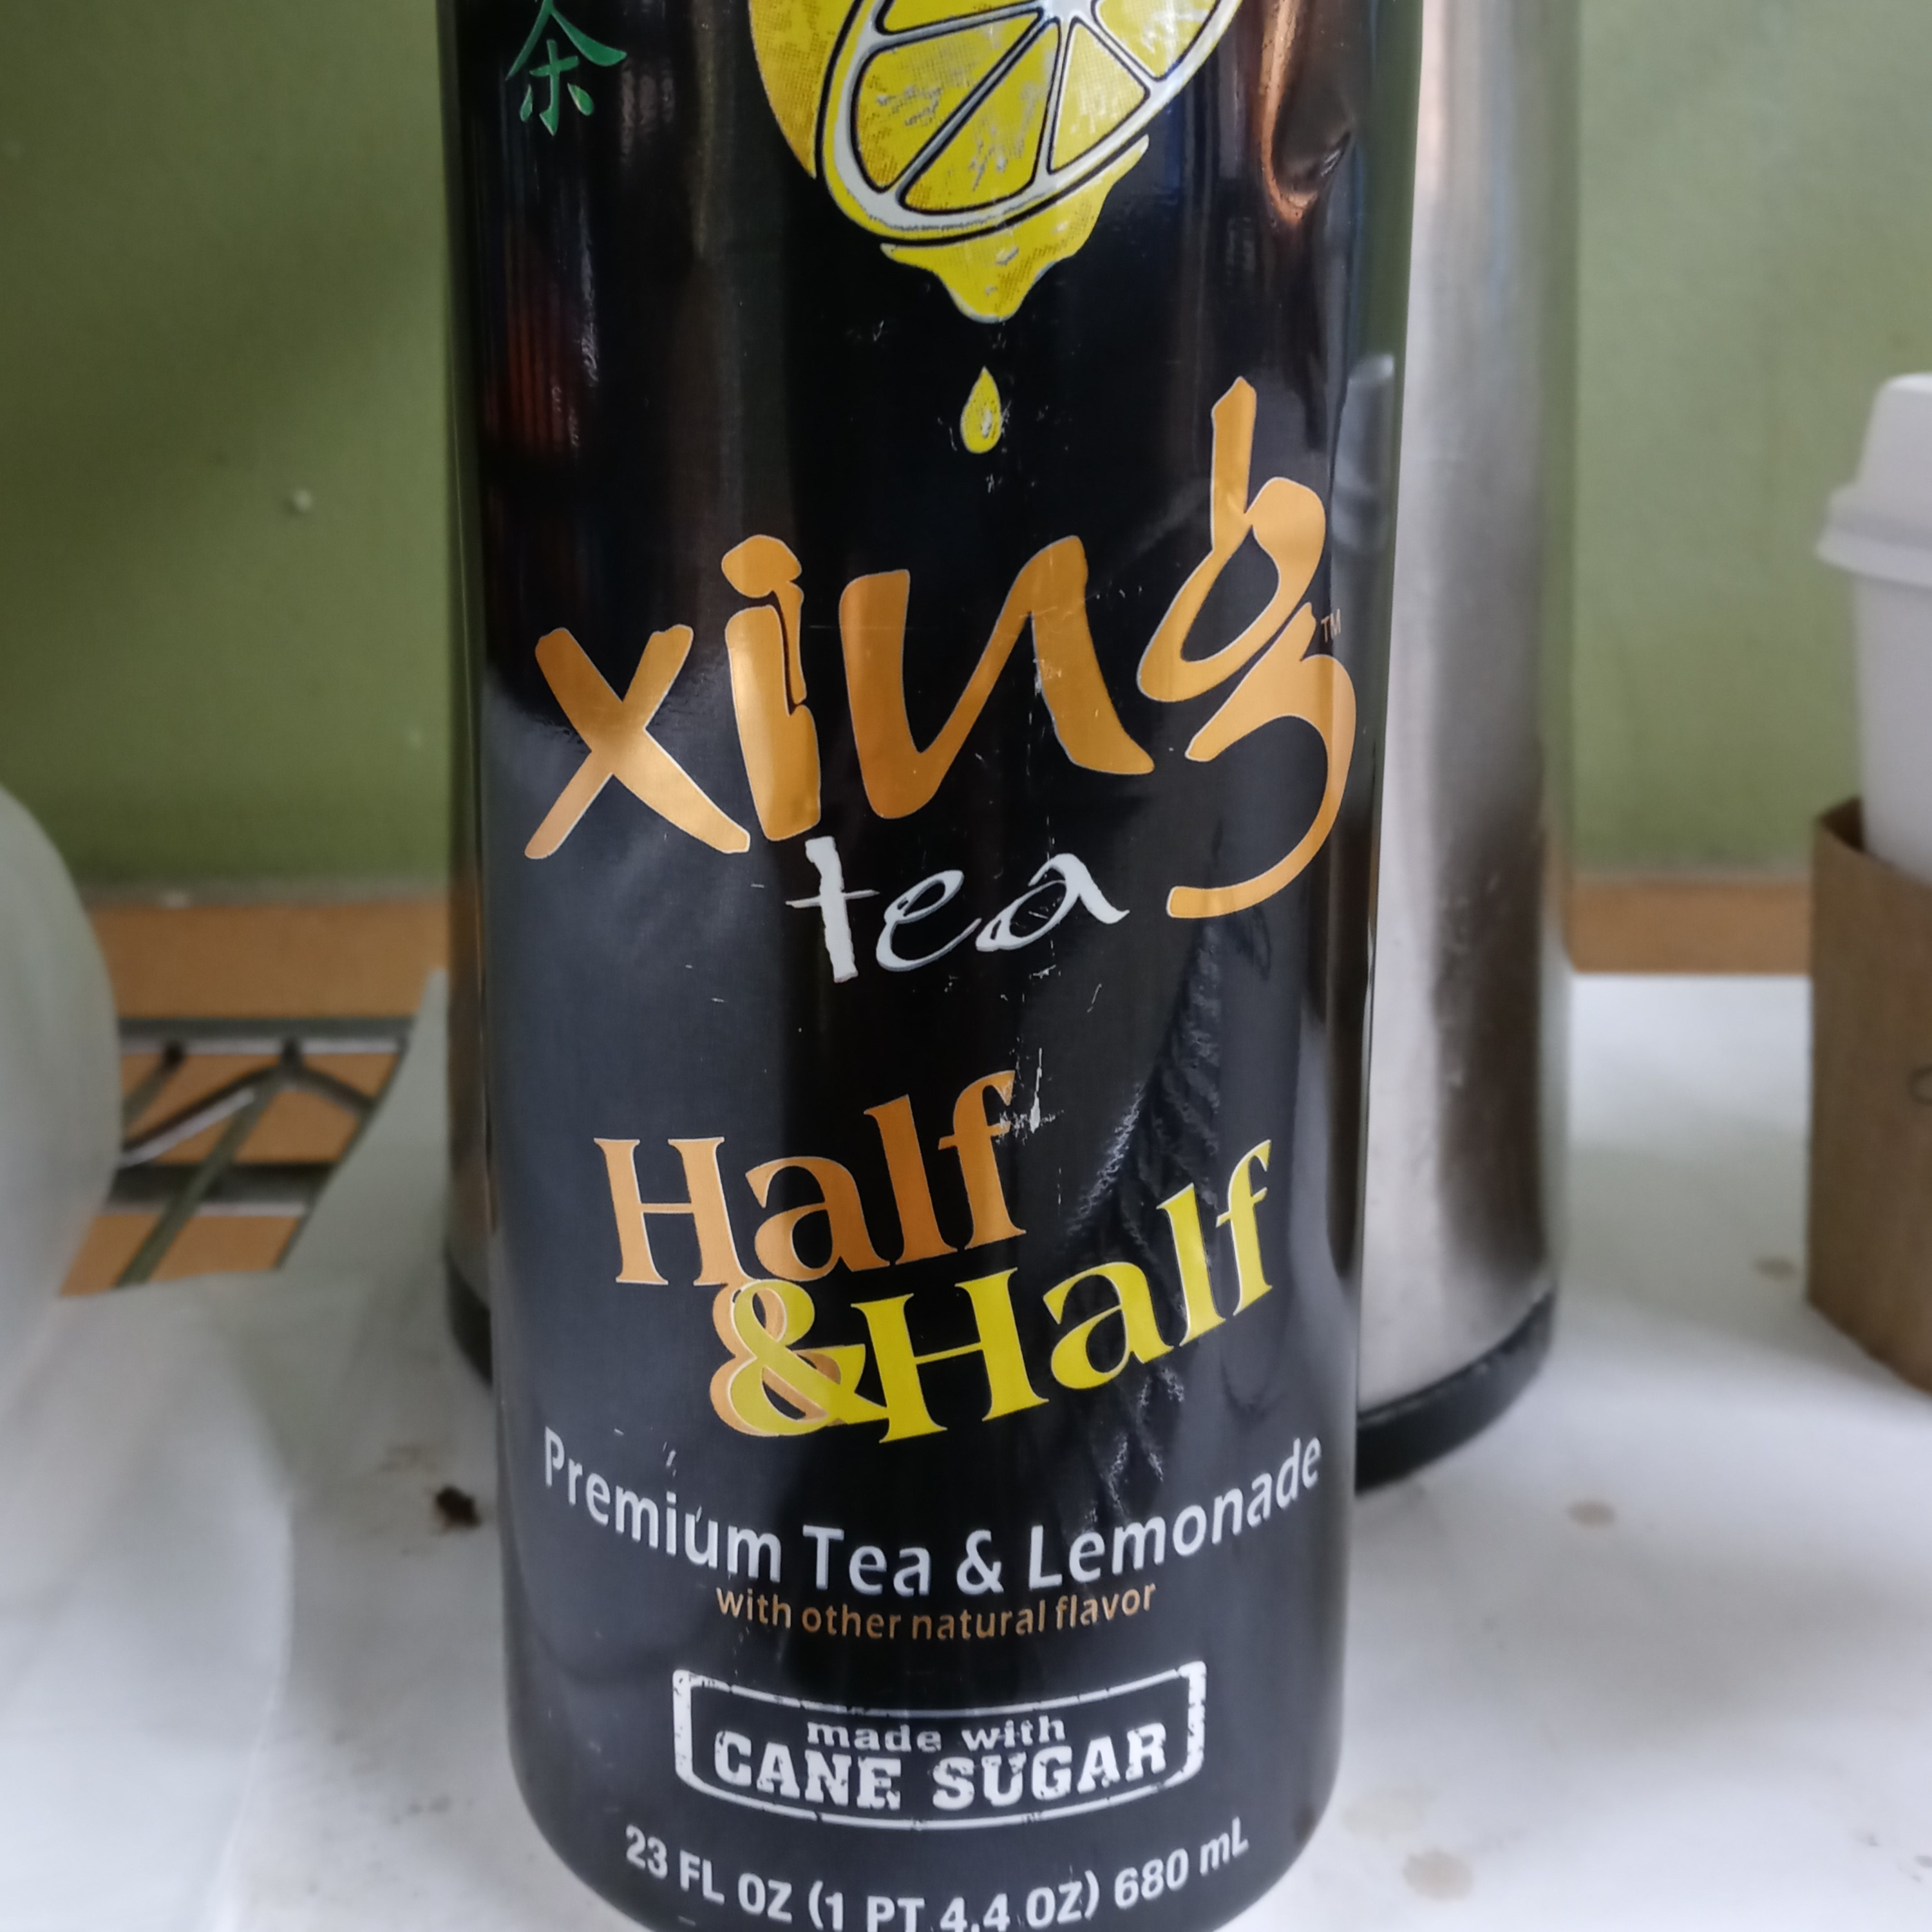 茶
xing™
tea
Half
&Half
Premium Tea & Lemonade
with other natural flavor
made with
CANE SUGAR
23 FL OZ (1 PT 4.4 OZ) 680 mL